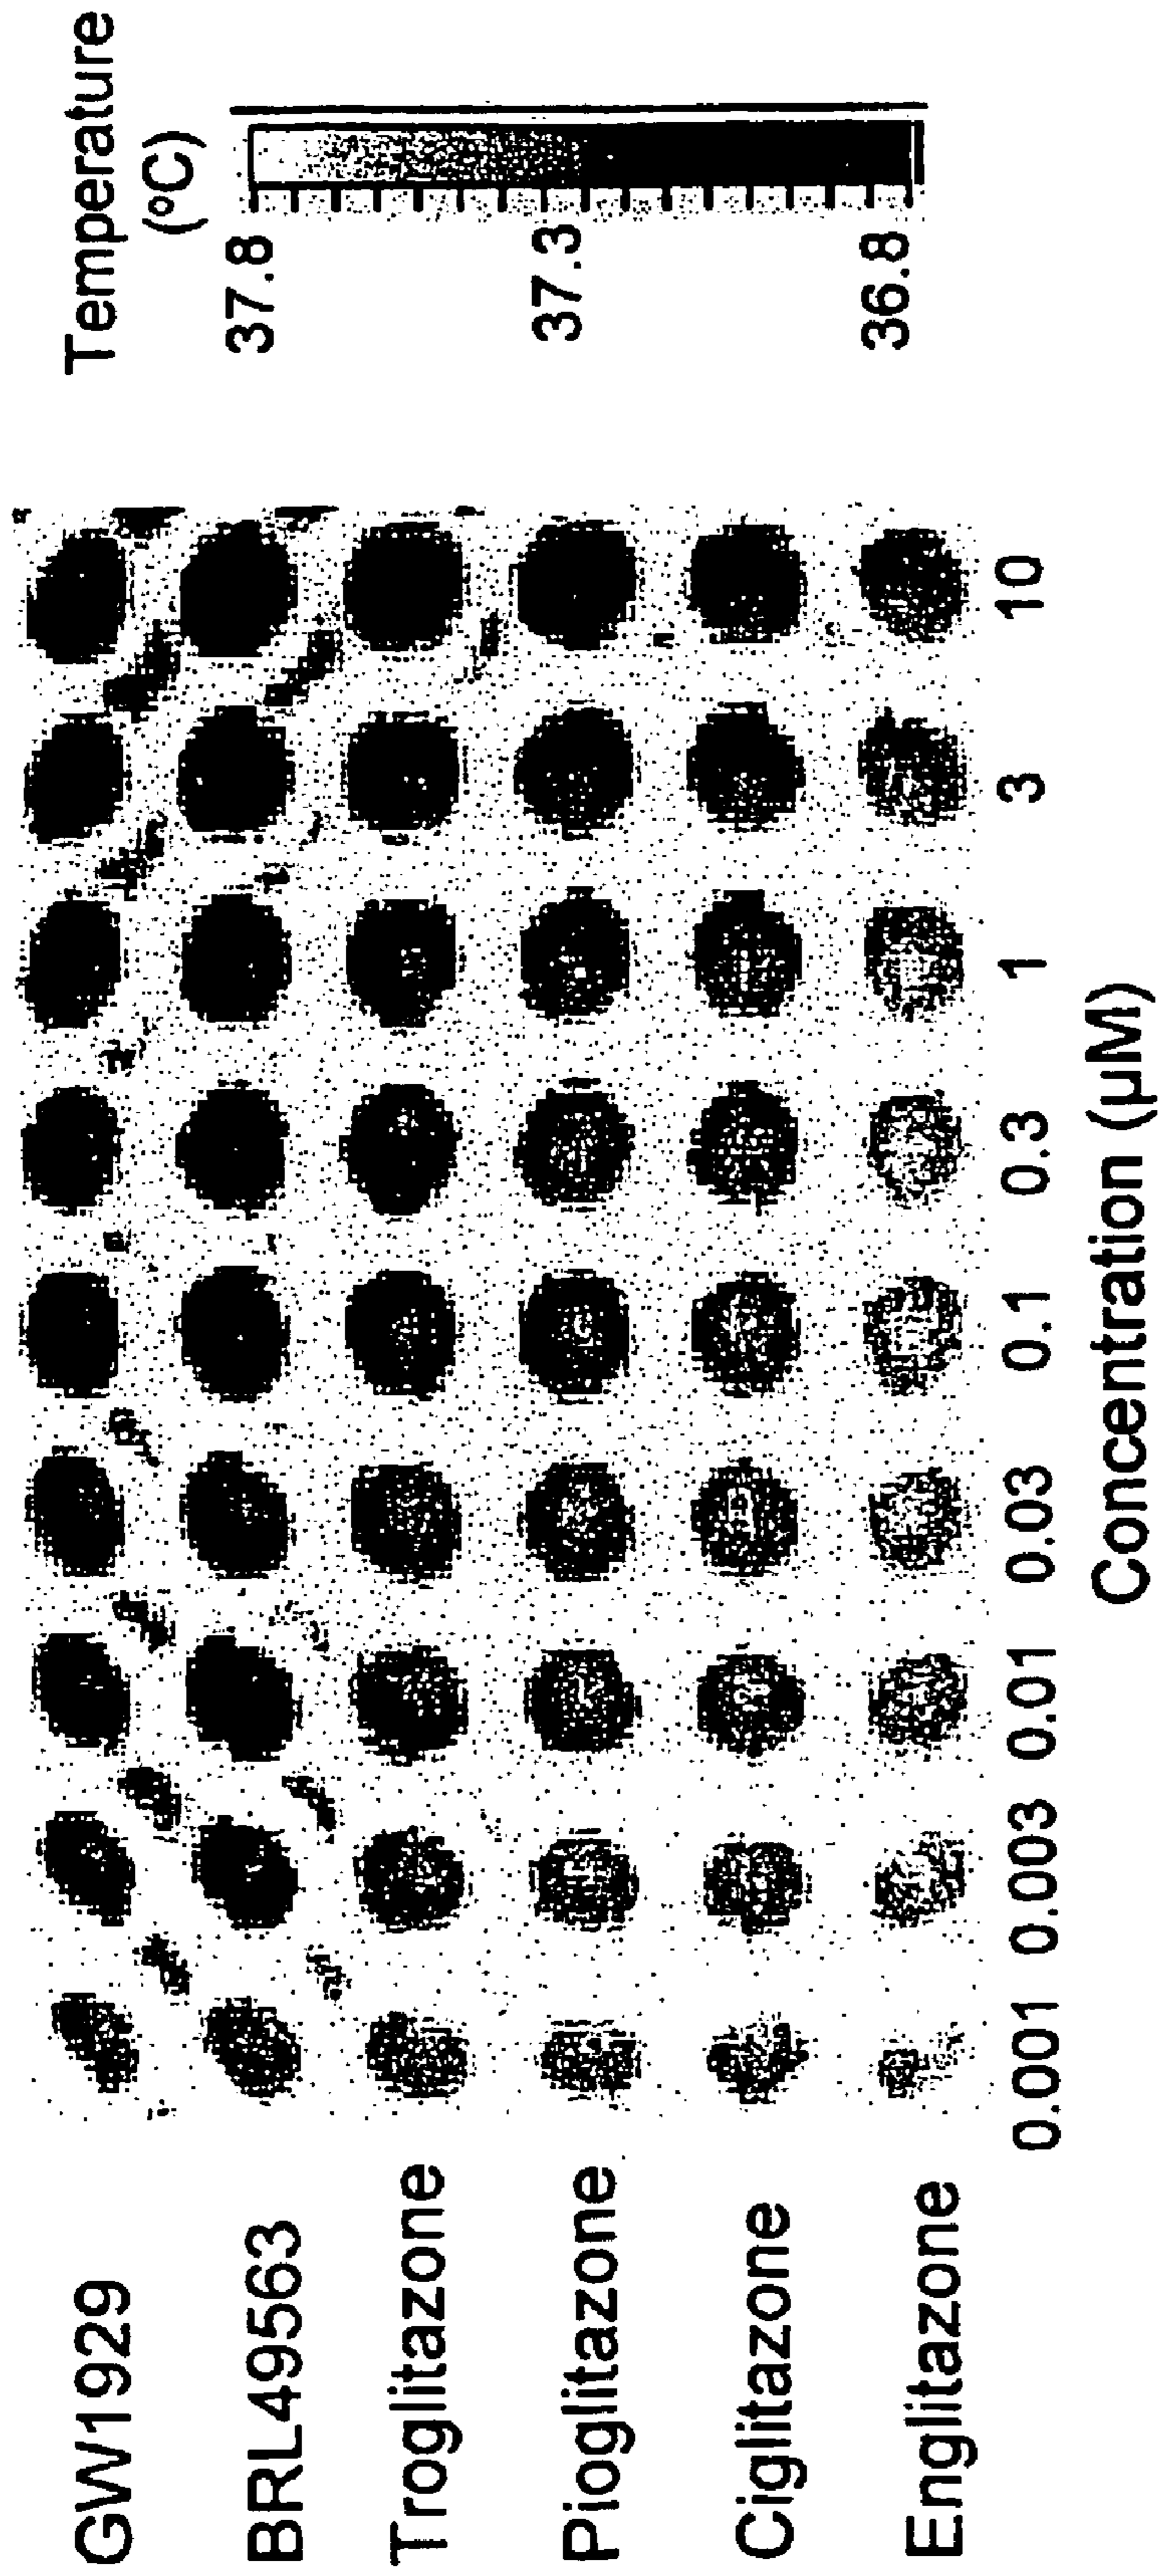 GW1929
BRL49563
Troglitazone
Pioglitazone
Ciglitazone
Englitazone
0.001 0.003 0.01 0.03 0.1 0.3 1 3 10
Concentration (µM)
Temperature
(ºC)
37.8
37.3
36.8